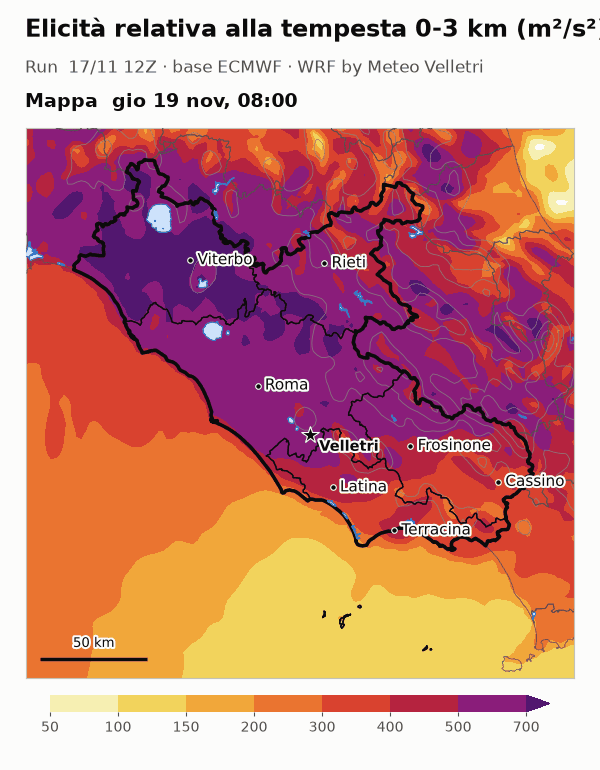 Elicità relativa alla tempesta 0-3 km (m²/s²)
Run 17/11 12Z · base ECMWF · WRF by Meteo Velletri
Mappa gio 19 nov, 08:00
Viterbo
Rieti
Roma
Velletri
Frosinone
Latina
Cassino
Terracina
50 km
50 100 150 200 300 400 500 700